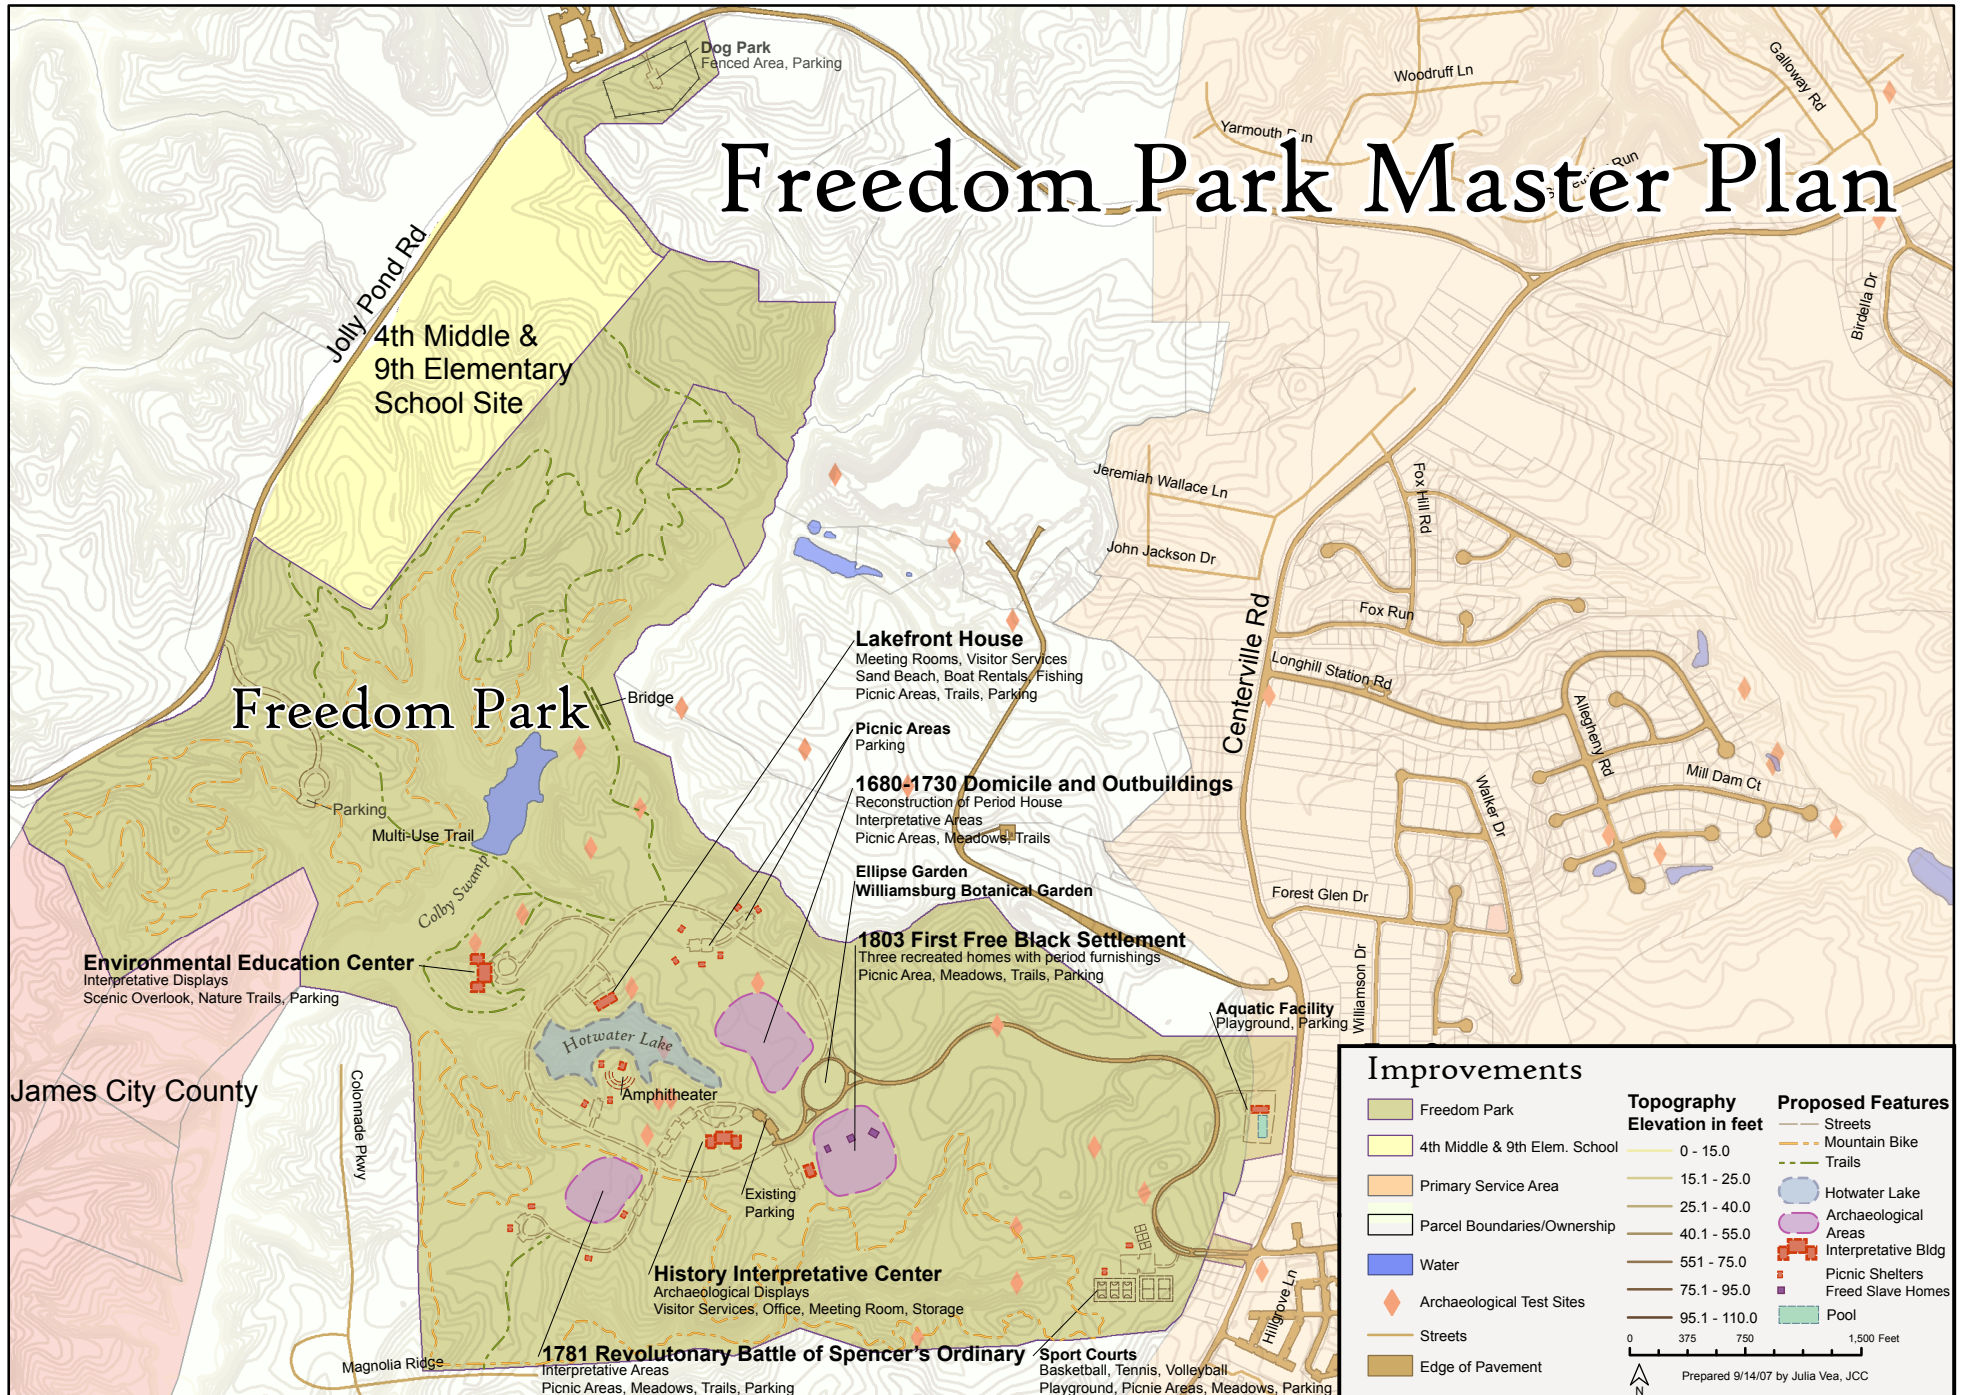 Freedom Park Master Plan
Dog Park
Fenced Area, Parking
Woodruff Ln
Galloway Rd
Yarmouth Run
Run
Birdella Dr
Jolly Pond Rd
4th Middle &
9th Elementary
School Site
Jeremiah Wallace Ln
John Jackson Dr
Fox Hill Rd
Fox Run
Longhill Station Rd
Centerville Rd
Allegheny Rd
Mill Dam Ct
Walker Dr
Forest Glen Dr
Williamson Dr
Freedom Park
Bridge
Lakefront House
Meeting Rooms, Visitor Services
Sand Beach, Boat Rentals, Fishing
Picnic Areas, Trails, Parking
Picnic Areas
Parking
1680-1730 Domicile and Outbuildings
Reconstruction of Period House
Interpretative Areas
Picnic Areas, Meadows, Trails
Parking
Multi-Use Trail
Colby Swamp
Ellipse Garden
Williamsburg Botanical Garden
1803 First Free Black Settlement
Three recreated homes with period furnishings
Picnic Area, Meadows, Trails, Parking
Environmental Education Center
Interpretative Displays
Scenic Overlook, Nature Trails, Parking
Aquatic Facility
Playground, Parking
Hotwater Lake
Amphitheater
James City County
Colonnade Pkwy
Existing
Parking
History Interpretative Center
Archaeological Displays
Visitor Services, Office, Meeting Room, Storage
Hillgrove Ln
Magnolia Ridge
1781 Revolutonary Battle of Spencer's Ordinary
Interpretative Areas
Picnic Areas, Meadows, Trails, Parking
Sport Courts
Basketball, Tennis, Volleyball
Playground, Picnie Areas, Meadows, Parking
Improvements
Freedom Park
4th Middle & 9th Elem. School
Primary Service Area
Parcel Boundaries/Ownership
Water
Archaeological Test Sites
Streets
Edge of Pavement
Topography
Elevation in feet
0 - 15.0
15.1 - 25.0
25.1 - 40.0
40.1 - 55.0
551 - 75.0
75.1 - 95.0
95.1 - 110.0
Proposed Features
Streets
Mountain Bike
Trails
Hotwater Lake
Archaeological
Areas
Interpretative Bldg
Picnic Shelters
Freed Slave Homes
Pool
0 375 750 1,500 Feet
N
Prepared 9/14/07 by Julia Vea, JCC